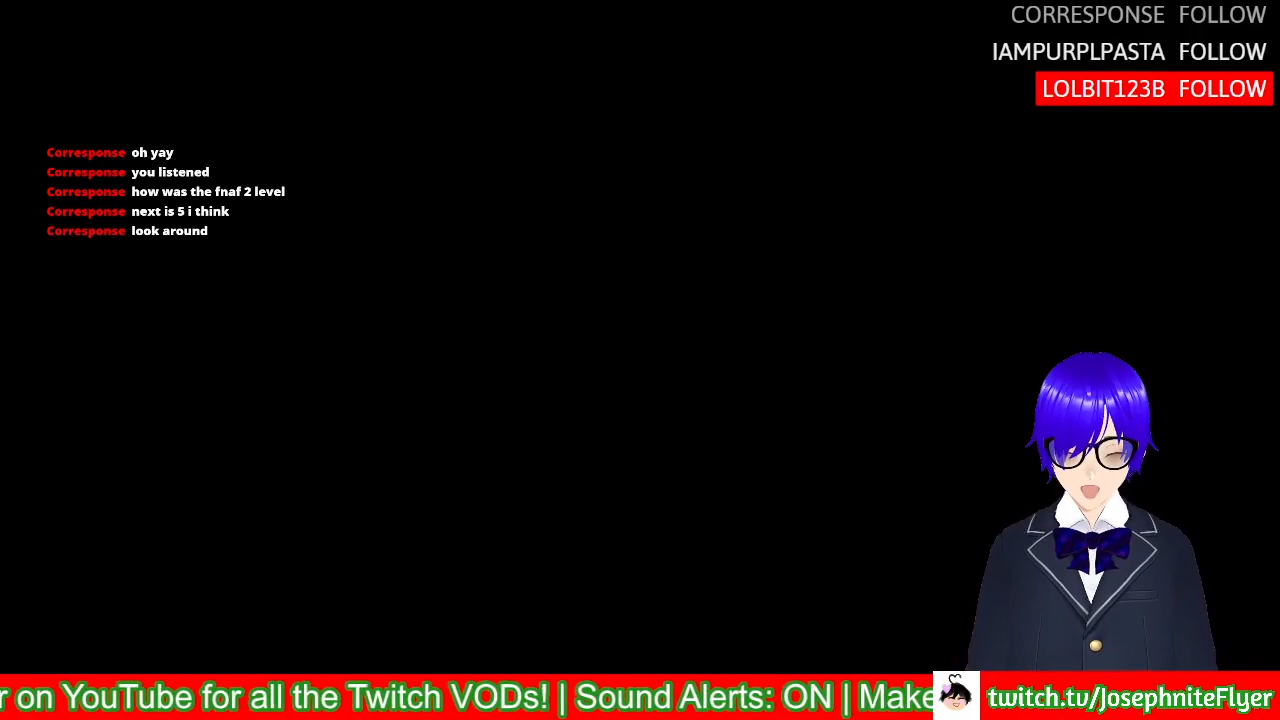 CORRESPONSE FOLLOW
IAMPURPLPASTA FOLLOW
LOLBIT123B FOLLOW
Corresponse oh yay
Corresponse you listened
Corresponse how was the fnaf 2 level
Corresponse next is 5 i think
Corresponse look around
r on YouTube for all the Twitch VODs! | Sound Alerts: ON | Make
twitch.tv/JosephniteFlyer